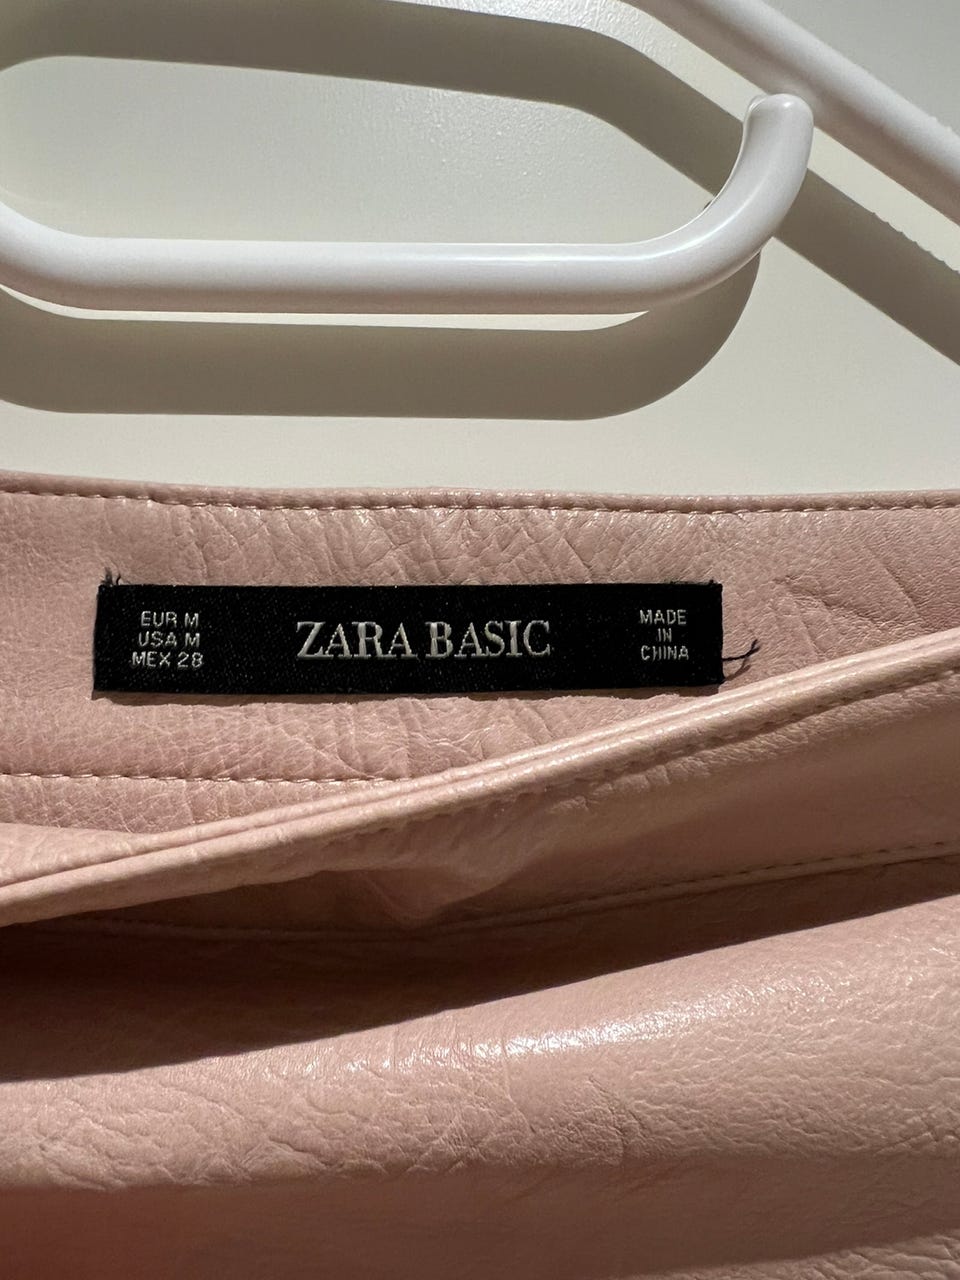 EUR M
USA M
MEX 28
ZARA BASIC
MADE
IN
CHINA